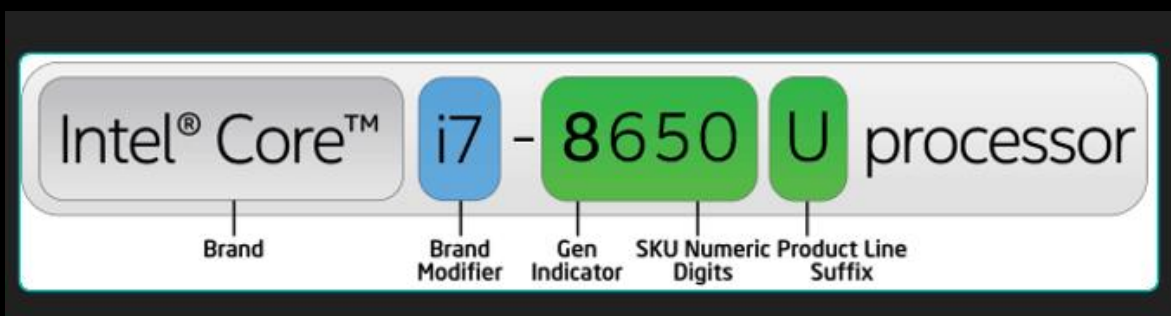 Intel® Core™ i7 - 8650 U processor
Brand
Brand Modifier
Gen Indicator
SKU Numeric Digits
Product Line Suffix